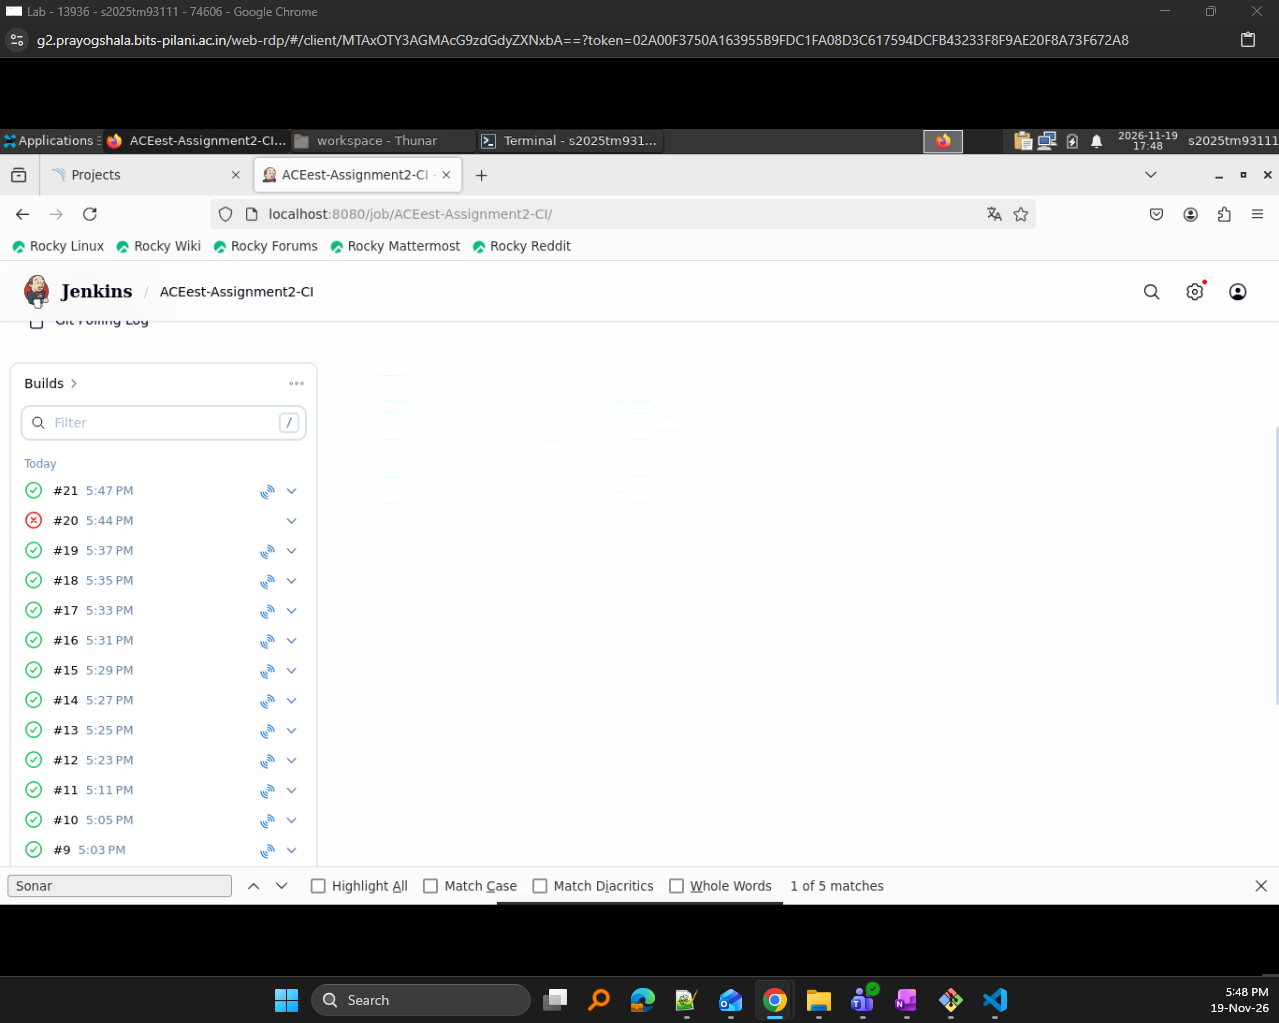 Lab - 13936 - s2025tm93111 - 74606 - Google Chrome
g2.prayogshala.bits-pilani.ac.in/web-rdp/#/client/MTAxOTY3AGMAcG9zdGdyZXNxbA==?token=02A00F3750A163955B9FDC1FA08D3C617594DCFB43233F8F9AE20F8A73F672A8
Applications ACEest-Assignment2-CI... workspace - Thunar Terminal - s2025tm931... 2026-11-19 17:48 s2025tm93111
Projects ACEest-Assignment2-CI -
localhost:8080/job/ACEest-Assignment2-CI/
Rocky Linux Rocky Wiki Rocky Forums Rocky Mattermost Rocky Reddit
Jenkins / ACEest-Assignment2-CI
Git Polling Log
Builds
Filter /
Today
#21 5:47 PM
#20 5:44 PM
#19 5:37 PM
#18 5:35 PM
#17 5:33 PM
#16 5:31 PM
#15 5:29 PM
#14 5:27 PM
#13 5:25 PM
#12 5:23 PM
#11 5:11 PM
#10 5:05 PM
#9 5:03 PM
Sonar Highlight All Match Case Match Diacritics Whole Words 1 of 5 matches
Search
5:48 PM
19-Nov-26